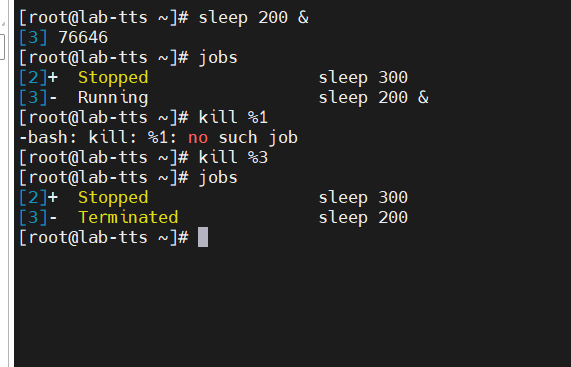 [root@lab-tts ~]# sleep 200 &
[3] 76646
[root@lab-tts ~]# jobs
[2]+  Stopped                 sleep 300
[3]-  Running                 sleep 200 &
[root@lab-tts ~]# kill %1
-bash: kill: %1: no such job
[root@lab-tts ~]# kill %3
[root@lab-tts ~]# jobs
[2]+  Stopped                 sleep 300
[3]-  Terminated              sleep 200
[root@lab-tts ~]#